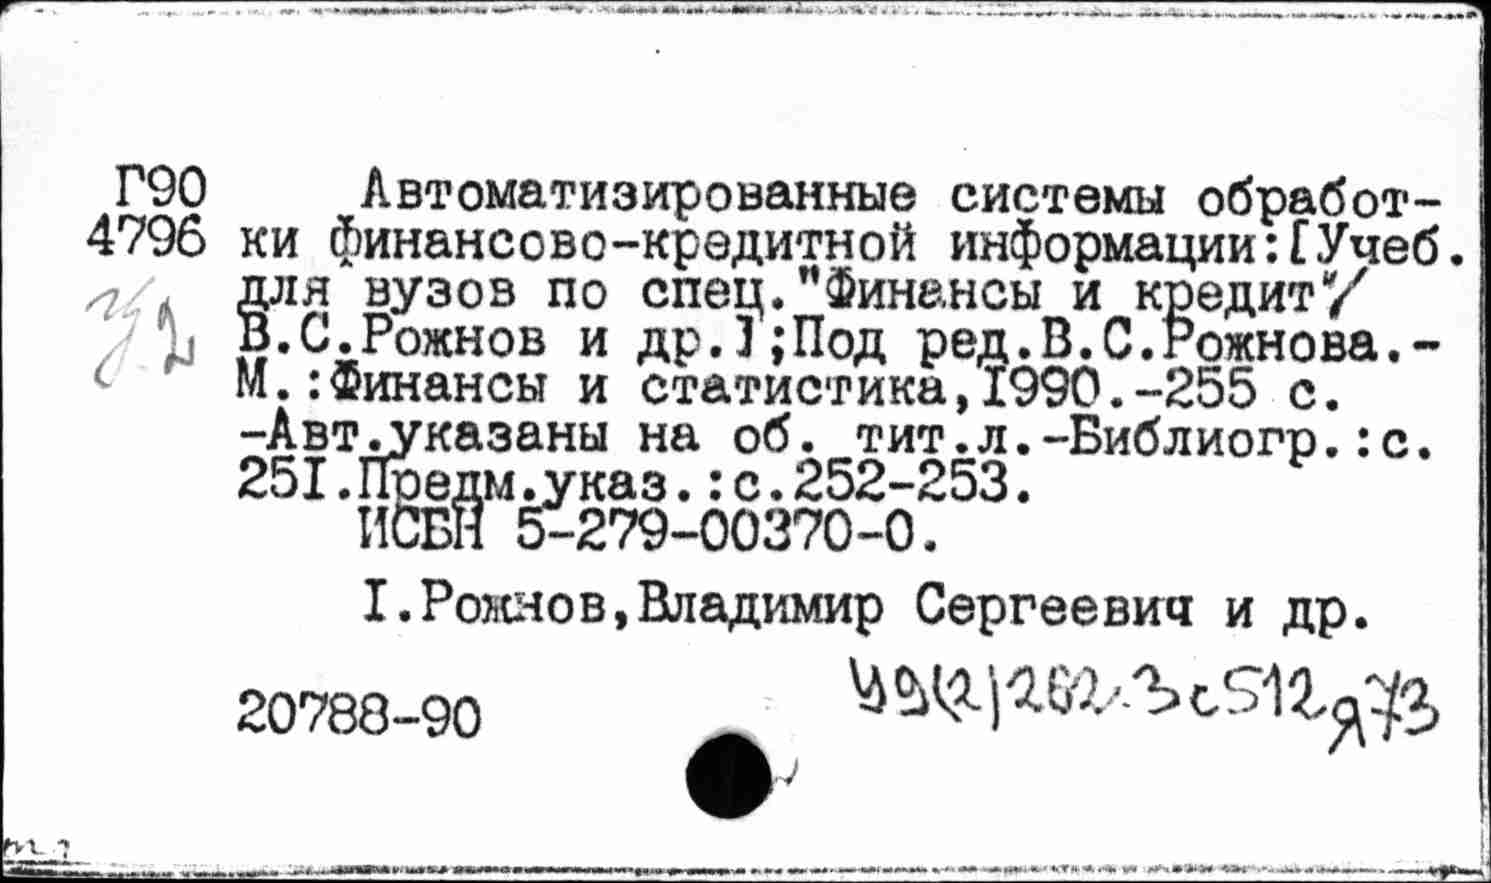 Г90 Автоматизированные системы обработ-
4796 ки финансово-кредитной информации:[Учеб.
для вузов по спец."Финансы и кредит"/
В.С.Рожнов и др.];Под ред.В.С.Рожнова.-
М.:Финансы и статистика,1990.-255 с.
-Авт.указаны на об. тит.л.-Библиогр.:с.
251.Предм.указ.:с.252-253.
ИСБН 5-279-00370-0.
I.Рожнов,Владимир Сергеевич и др.
У9(2)262.3с512я73
20788-90